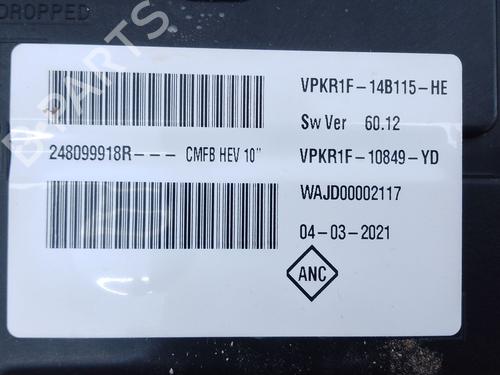 DROPPED
VPKR1F-14B115-HE
Sw Ver 60.12
248099918R--- CMFB HEV 10"
VPKR1F-10849-YD
WAJD00002117
04-03-2021
ANC
B-PARTS